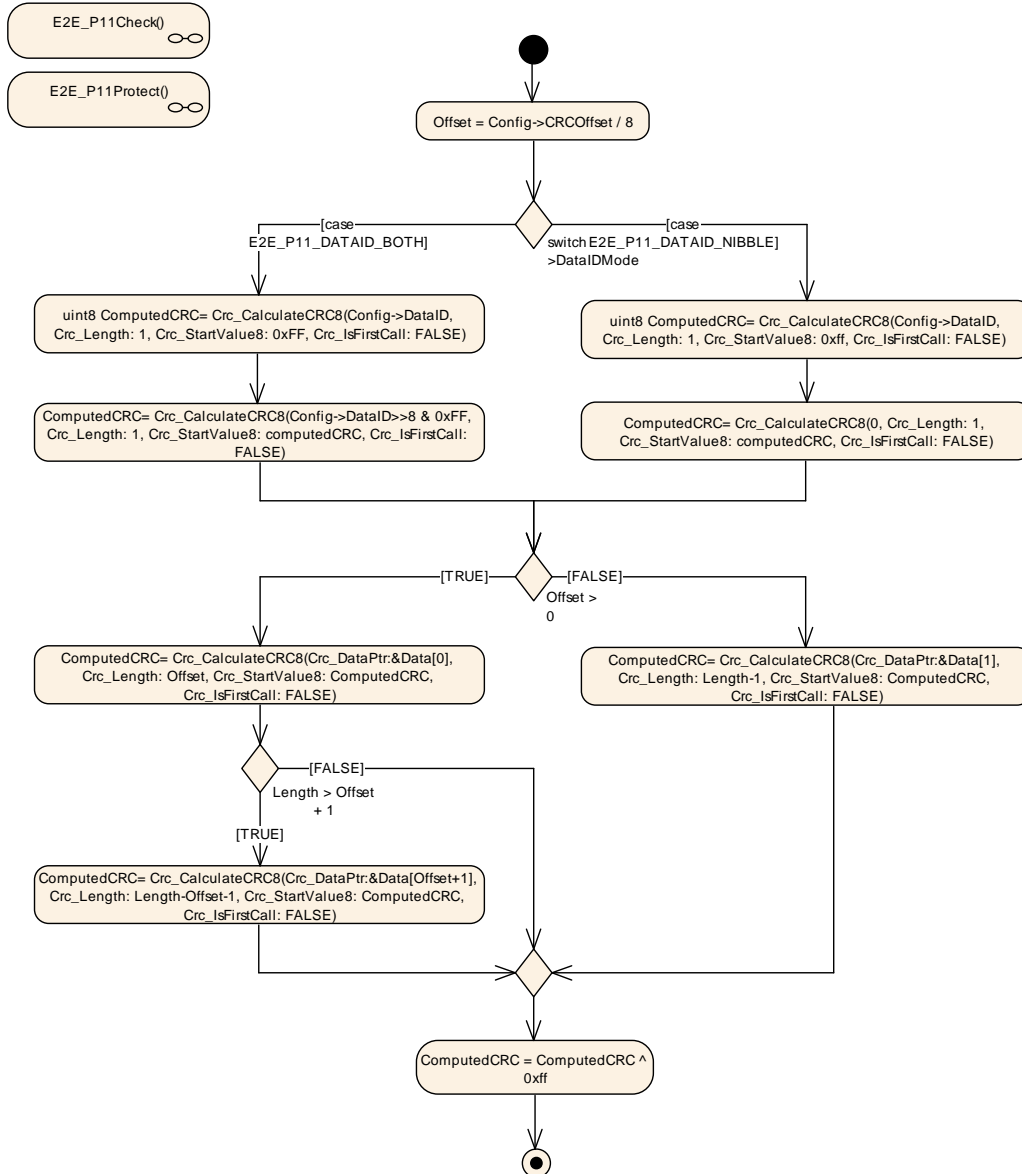 E2E_P11Check()
E2E_P11Protect()
Offset = Config->CRCOffset / 8
[case
E2E_P11_DATAID_BOTH]
[case
switch E2E_P11_DATAID_NIBBLE]
>DataIDMode
uint8 ComputedCRC= Crc_CalculateCRC8(Config->DataID,
Crc_Length: 1, Crc_StartValue8: 0xFF, Crc_IsFirstCall: FALSE)
uint8 ComputedCRC= Crc_CalculateCRC8(Config->DataID,
Crc_Length: 1, Crc_StartValue8: 0xff, Crc_IsFirstCall: FALSE)
ComputedCRC= Crc_CalculateCRC8(Config->DataID>>8 & 0xFF,
Crc_Length: 1, Crc_StartValue8: computedCRC, Crc_IsFirstCall:
FALSE)
ComputedCRC= Crc_CalculateCRC8(0, Crc_Length: 1,
Crc_StartValue8: computedCRC, Crc_IsFirstCall: FALSE)
[TRUE]
[FALSE]
Offset >
0
ComputedCRC= Crc_CalculateCRC8(Crc_DataPtr:&Data[0],
Crc_Length: Offset, Crc_StartValue8: ComputedCRC,
Crc_IsFirstCall: FALSE)
ComputedCRC= Crc_CalculateCRC8(Crc_DataPtr:&Data[1],
Crc_Length: Length-1, Crc_StartValue8: ComputedCRC,
Crc_IsFirstCall: FALSE)
[FALSE]
Length > Offset
+ 1
[TRUE]
ComputedCRC= Crc_CalculateCRC8(Crc_DataPtr:&Data[Offset+1],
Crc_Length: Length-Offset-1, Crc_StartValue8: ComputedCRC,
Crc_IsFirstCall: FALSE)
ComputedCRC = ComputedCRC ^
0xff